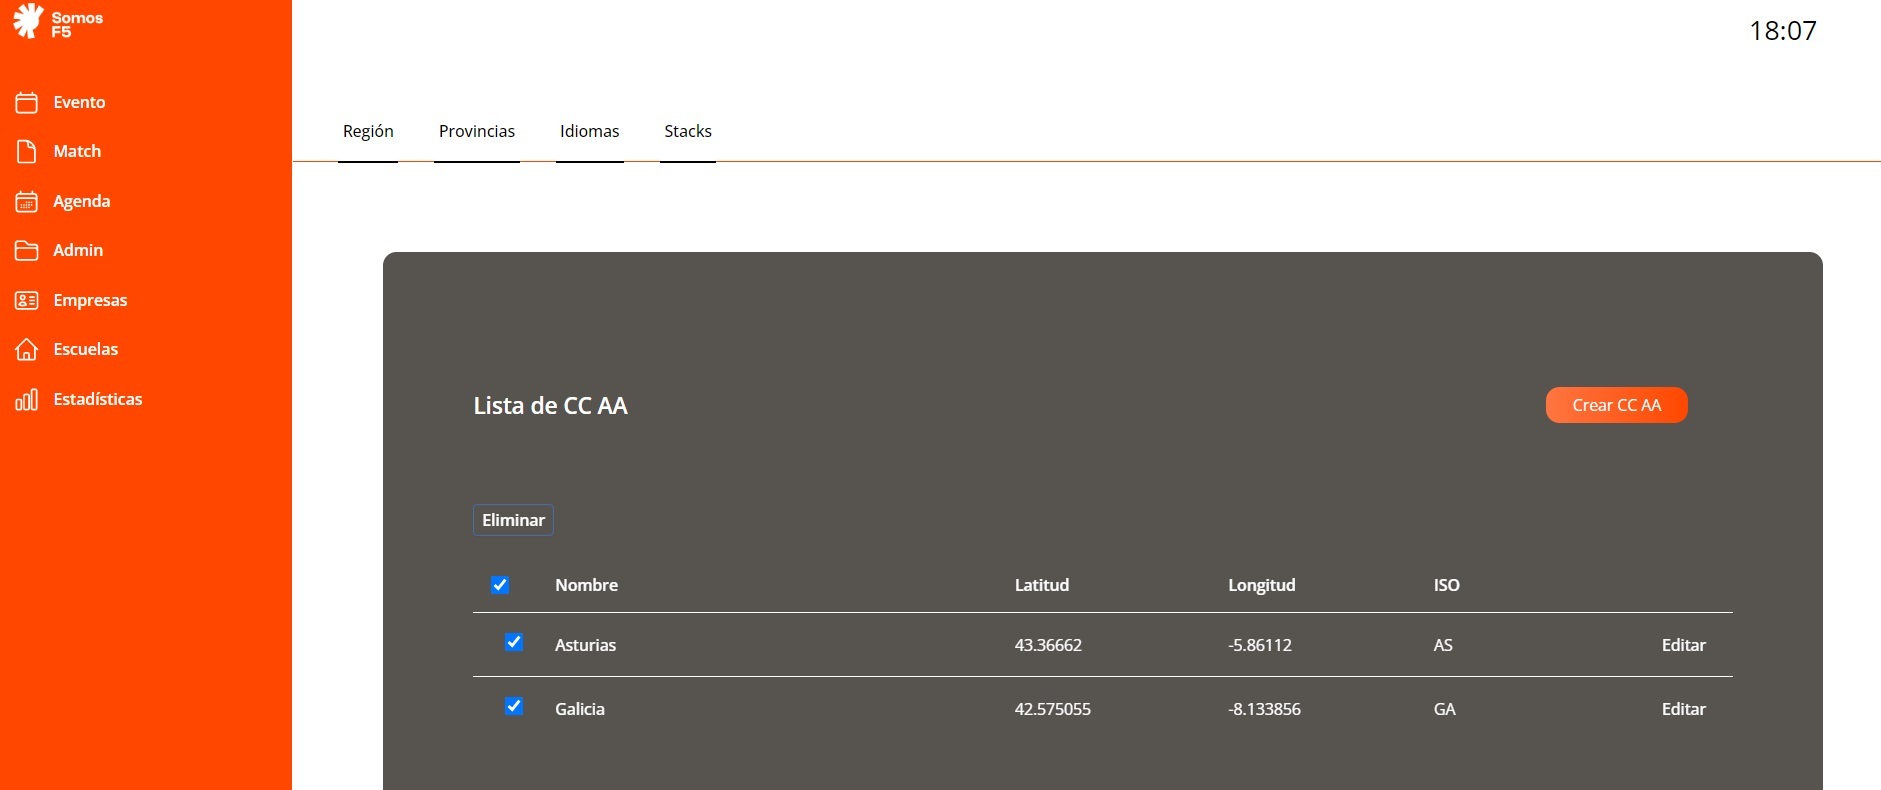 Somos
F5
18:07
Evento
Match
Agenda
Admin
Empresas
Escuelas
Estadísticas
Región Provincias Idiomas Stacks
Lista de CC AA
Crear CC AA
Eliminar
Nombre Latitud Longitud ISO
Asturias 43.36662 -5.86112 AS Editar
Galicia 42.575055 -8.133856 GA Editar